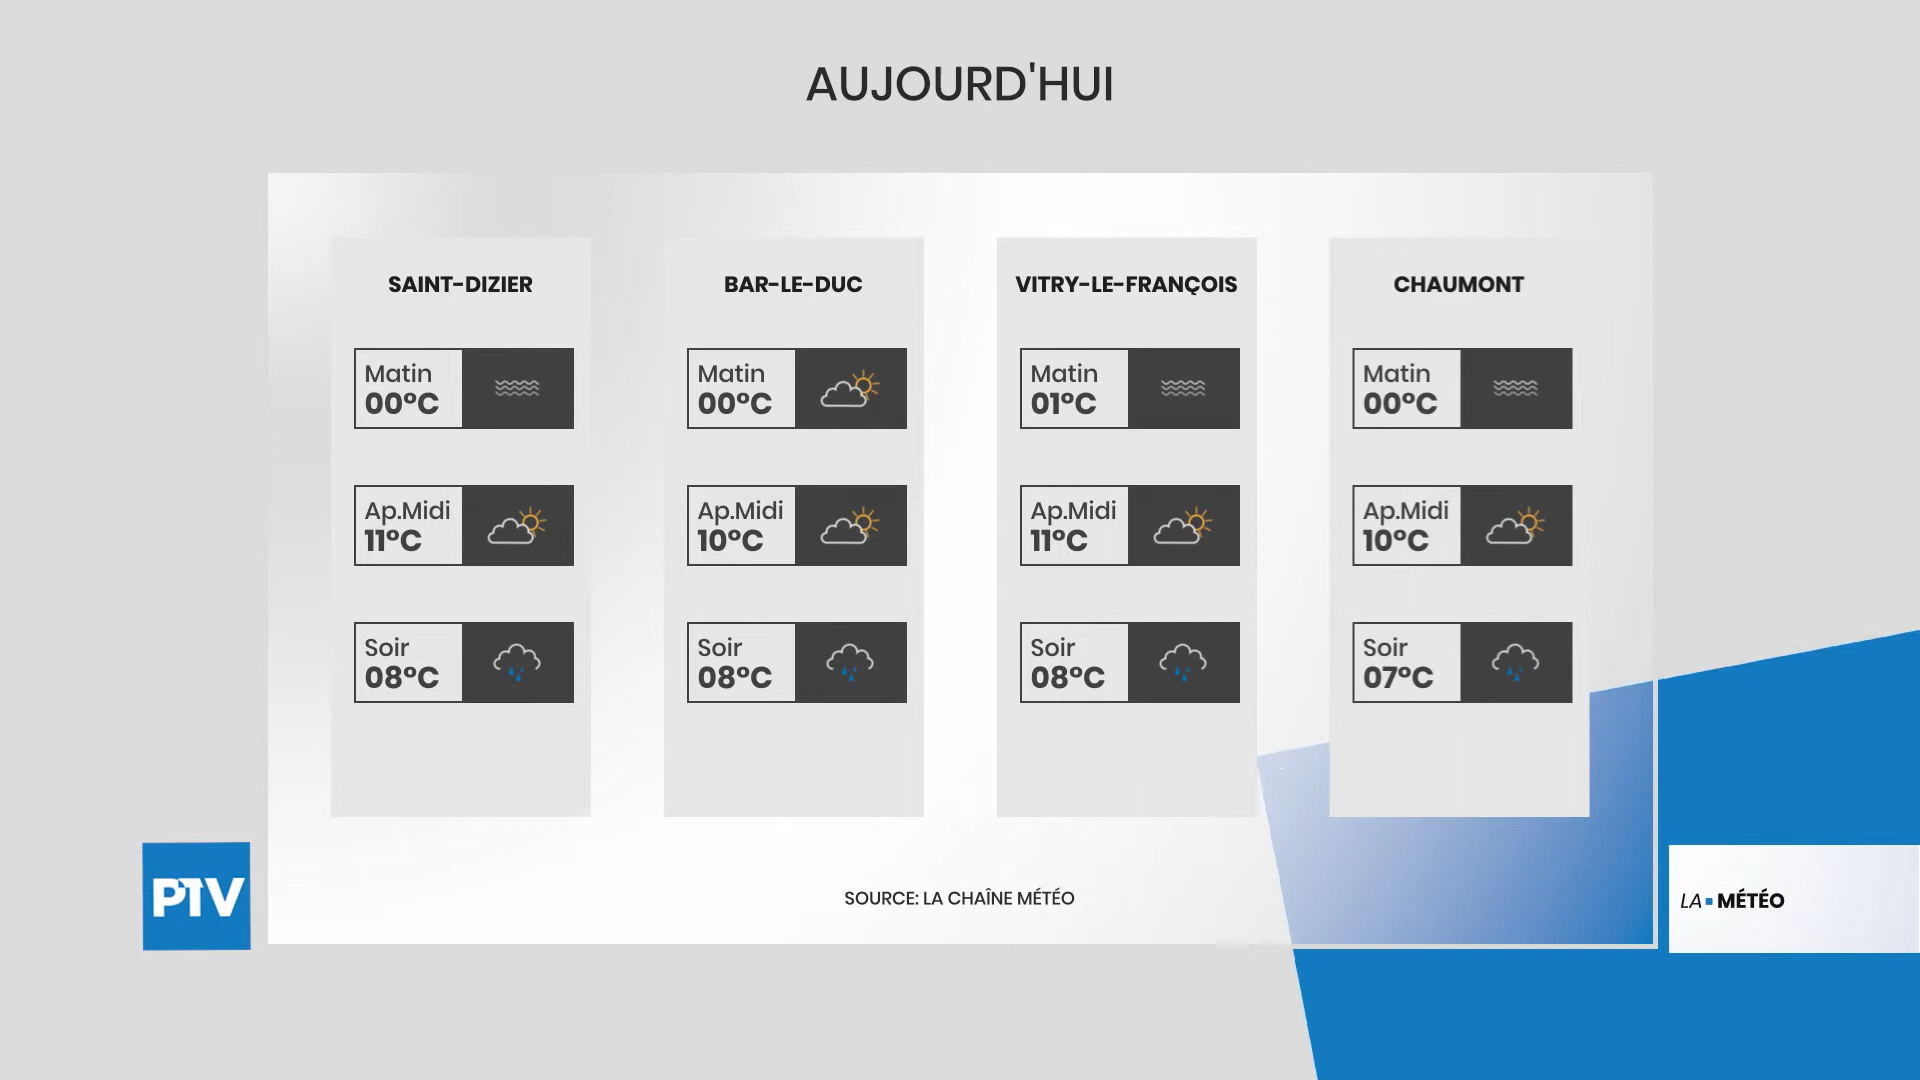 AUJOURD'HUI
SAINT-DIZIER
Matin
00°C
Ap.Midi
11°C
Soir
08°C
BAR-LE-DUC
Matin
00°C
Ap.Midi
10°C
Soir
08°C
VITRY-LE-FRANÇOIS
Matin
01°C
Ap.Midi
11°C
Soir
08°C
CHAUMONT
Matin
00°C
Ap.Midi
10°C
Soir
07°C
SOURCE: LA CHAÎNE MÉTÉO
PTV
LA MÉTÉO